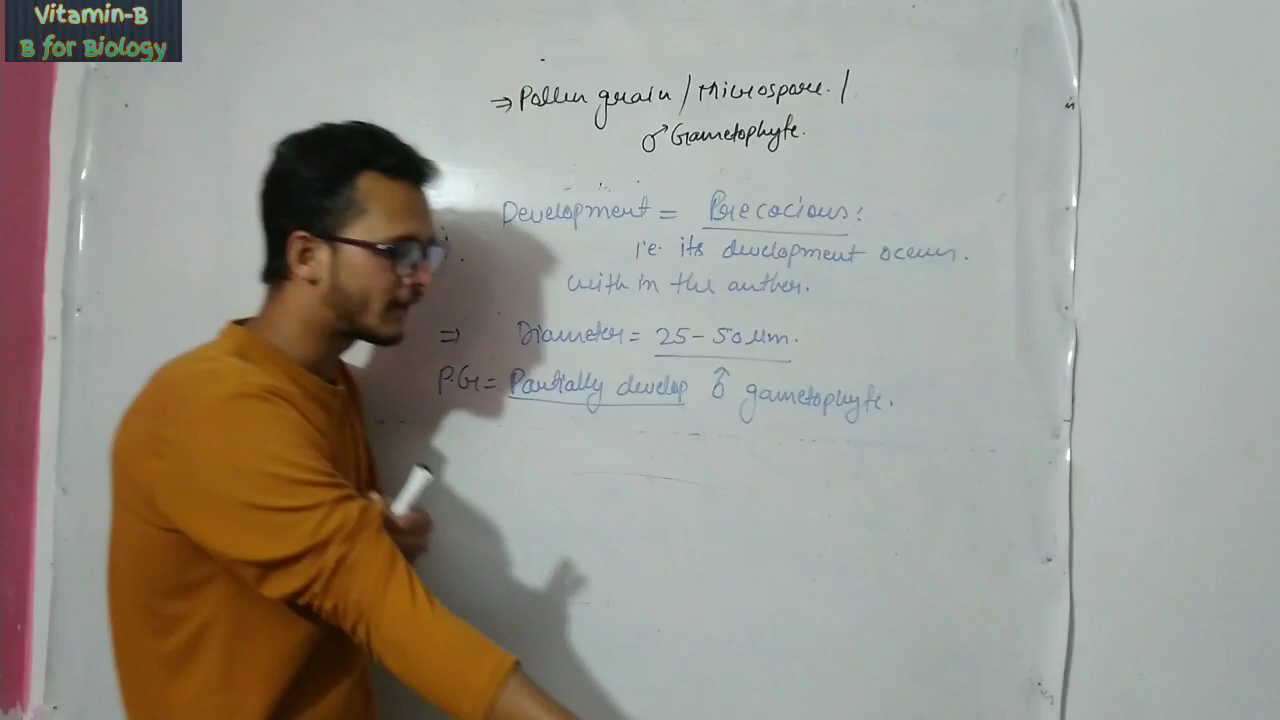 Vitamin-B
B for Biology
⇒ Pollen grain / Microspore. /
♂ Gametophyte.
Development = Precocious:
i.e. its development occurs.
with in the anther.
⇒ Diameter = 25 - 50 μm.
P.G = Partially develop ♂ gametophyte.